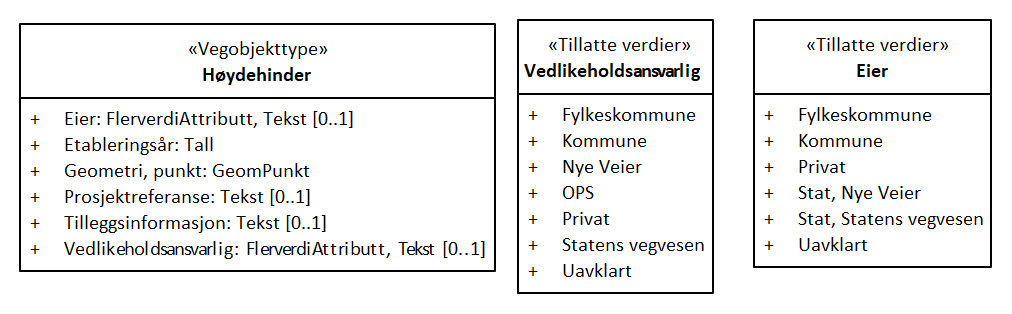 «Vegobjekttype»
Høydehinder
+ Eier: FlerverdiAttributt, Tekst [0..1]
+ Etableringsår: Tall
+ Geometri, punkt: GeomPunkt
+ Prosjektreferanse: Tekst [0..1]
+ Tilleggsinformasjon: Tekst [0..1]
+ Vedlikeholdsansvarlig: FlerverdiAttributt, Tekst [0..1]
«Tillatte verdier»
Vedlikeholdsansvarlig
+ Fylkeskommune
+ Kommune
+ Nye Veier
+ OPS
+ Privat
+ Statens vegvesen
+ Uavklart
«Tillatte verdier»
Eier
+ Fylkeskommune
+ Kommune
+ Privat
+ Stat, Nye Veier
+ Stat, Statens vegvesen
+ Uavklart